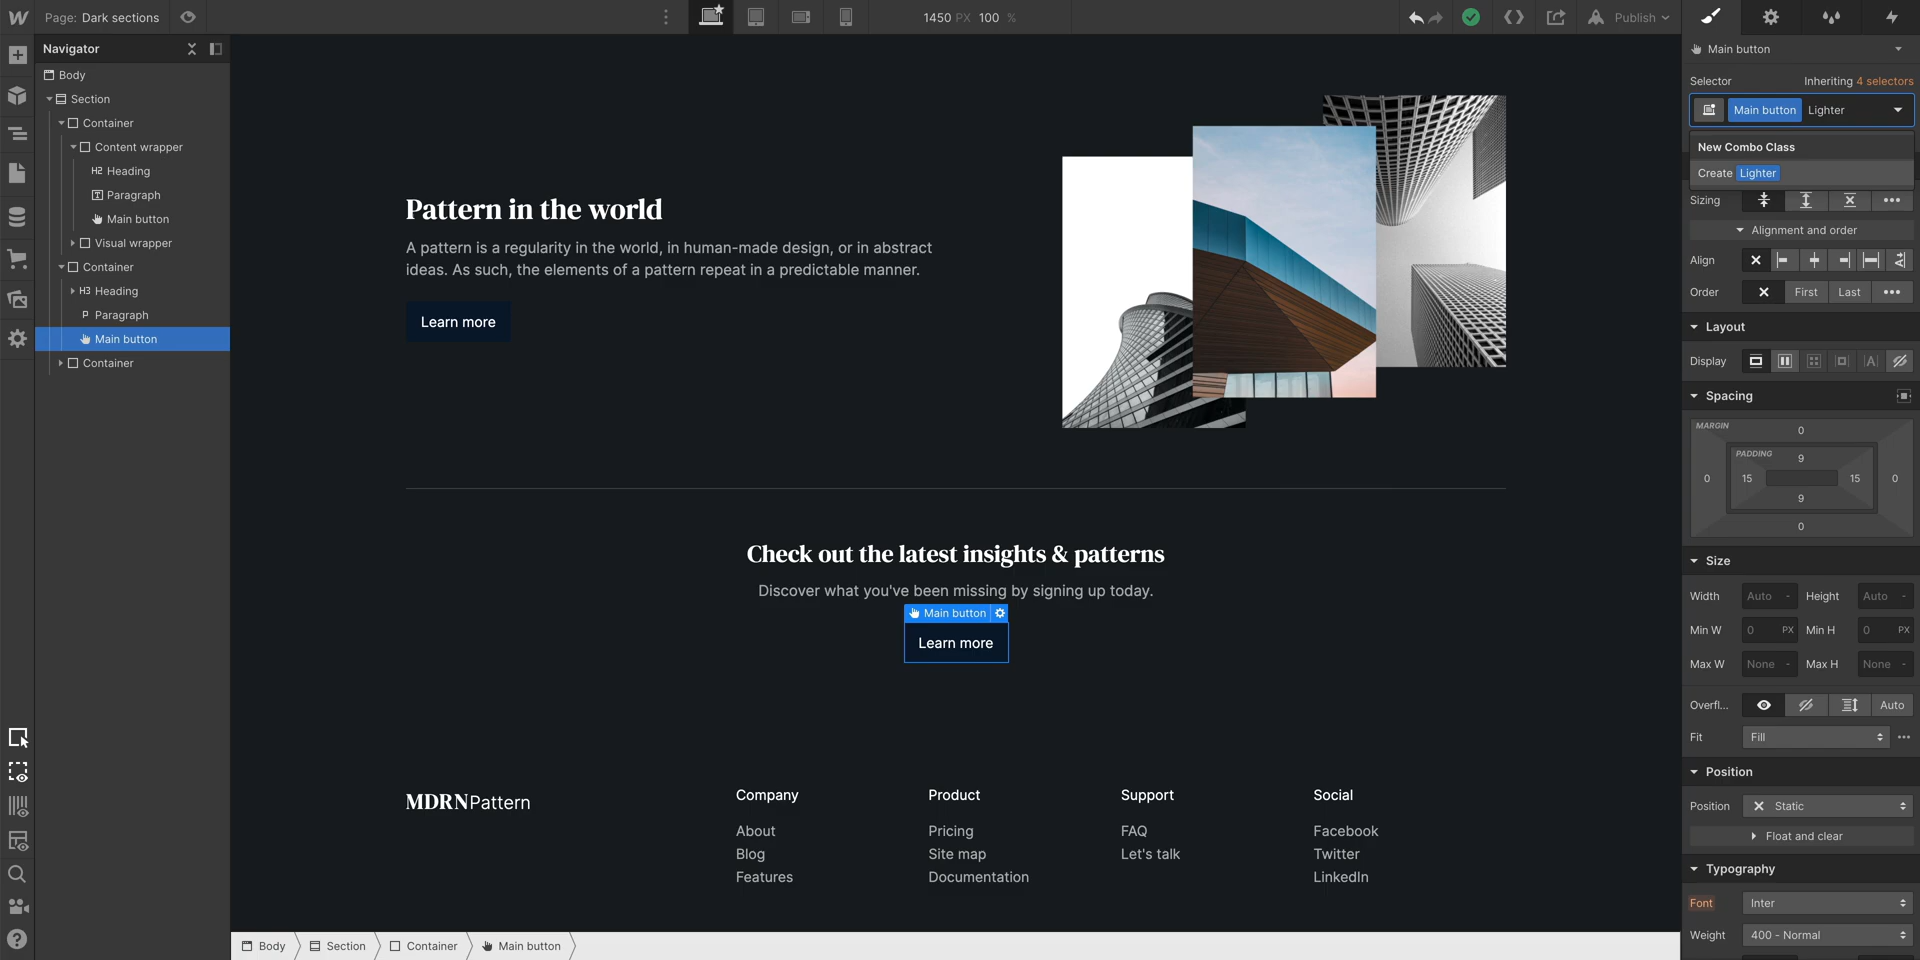 Page: Dark sections
1450 PX 100 %
Publish
Navigator
Body
Section
Container
Content wrapper
H2 Heading
Paragraph
Main button
Visual wrapper
Container
H3 Heading
P Paragraph
Main button
Container
Pattern in the world
A pattern is a regularity in the world, in human-made design, or in abstract
ideas. As such, the elements of a pattern repeat in a predictable manner.
Learn more
Check out the latest insights & patterns
Discover what you've been missing by signing up today.
Main button
Learn more
MDRNPattern
Company
About
Blog
Features
Product
Pricing
Site map
Documentation
Support
FAQ
Let's talk
Social
Facebook
Twitter
LinkedIn
Body Section Container Main button
Main button
Selector Inheriting 4 selectors
Main button Lighter
New Combo Class
Create Lighter
Sizing
Alignment and order
Align
Order First Last
Layout
Display
Spacing
MARGIN
0
PADDING
9
0 15 15 0
9
0
Size
Width Auto - Height Auto -
Min W 0 PX Min H 0 PX
Max W None - Max H None -
Overfl... Auto
Fit Fill
Position
Position Static
Float and clear
Typography
Font Inter
Weight 400 - Normal